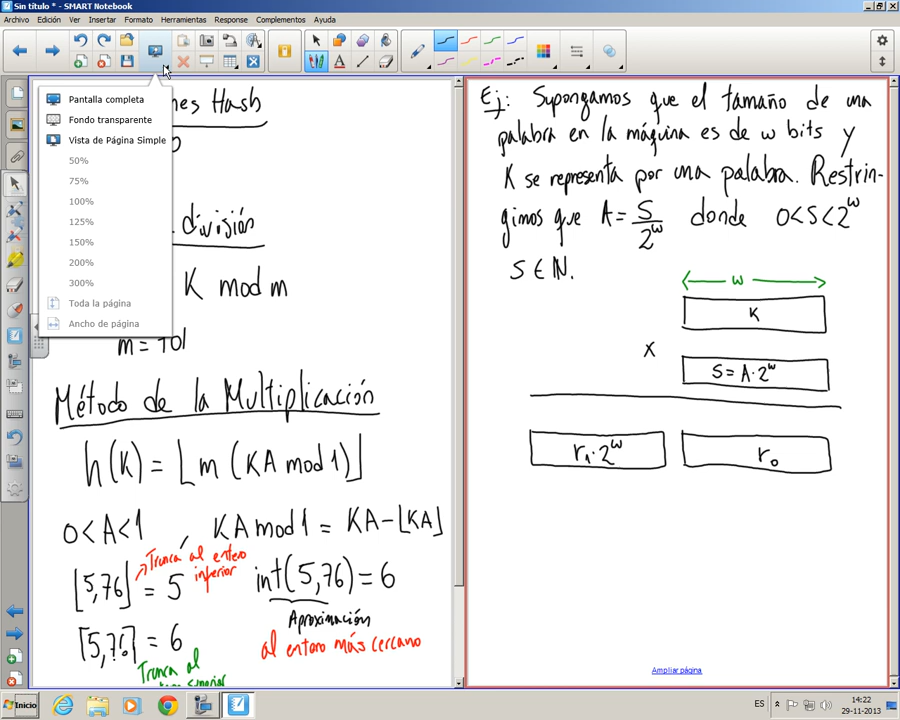 Sin título * - SMART Notebook
Archivo Edición Ver Insertar Formato Herramientas Response Complementos Ayuda
Pantalla completa
Fondo transparente
Vista de Página Simple
50%
75%
100%
125%
150%
200%
300%
Toda la página
Ancho de página
nes Hash
división
K mod m
m = 701
Método de la Multiplicación
h(K) = ⌊m (KA mod 1)⌋
0<A<1 , KA mod 1 = KA-⌊KA⌋
⌊5,76⌋ = 5
Trunca al entero
inferior
int(5,76) = 6
Aproximación
al entero más cercano
⌈5,76⌉ = 6
Trunca al
Ej: Supongamos que el tamaño de una
palabra en la máquina es de w bits y
K se representa por una palabra. Restrin-
gimos que A = S/2^w donde 0<S<2^w
S ∈ ℕ.
w
K
x
S = A·2^w
r₁·2^w
r₀
Ampliar página
Inicio
ES
14:22
29-11-2013